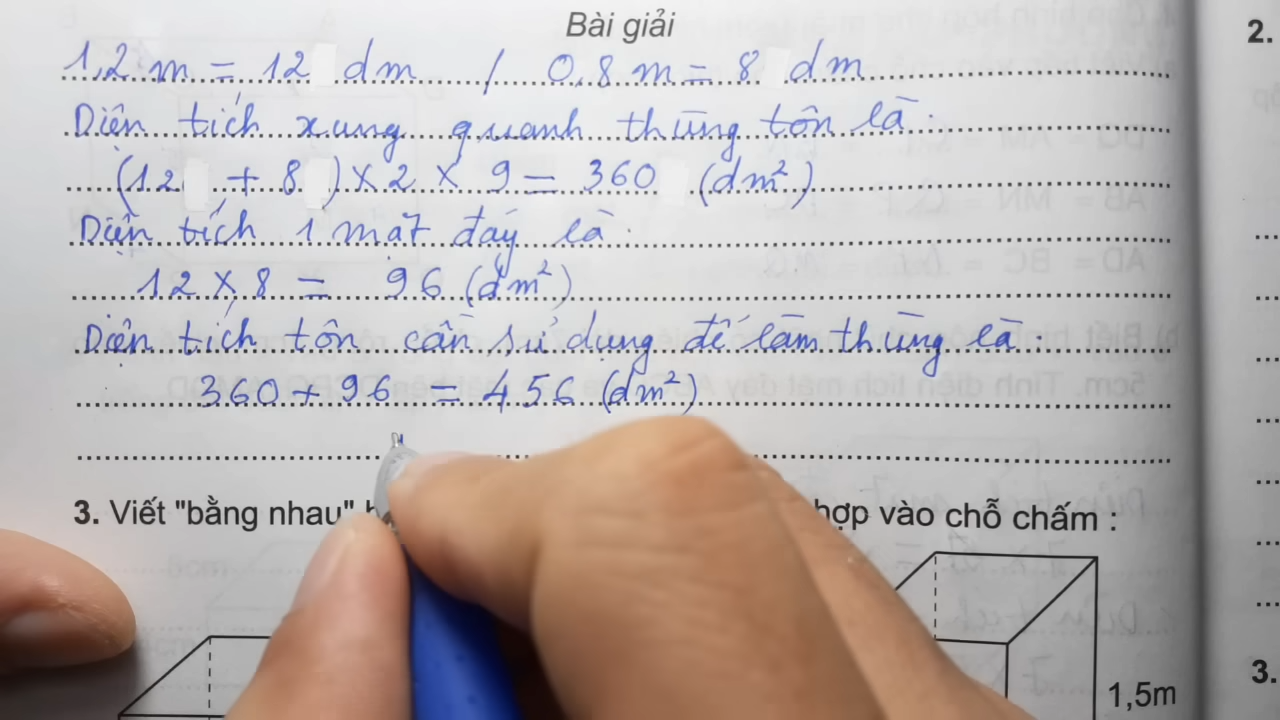 Bài giải
1,2 m = 12 dm / 0,8 m = 8 dm
Diện tích xung quanh thùng tôn là:
(12 + 8) x 2 x 9 = 360 (dm²)
Diện tích 1 mặt đáy là:
12 x 8 = 96 (dm²)
Diện tích tôn cần sử dụng để làm thùng là:
360 + 96 = 456 (dm²)
3. Viết "bằng nhau" hợp vào chỗ chấm :
1,5m
2.
3.